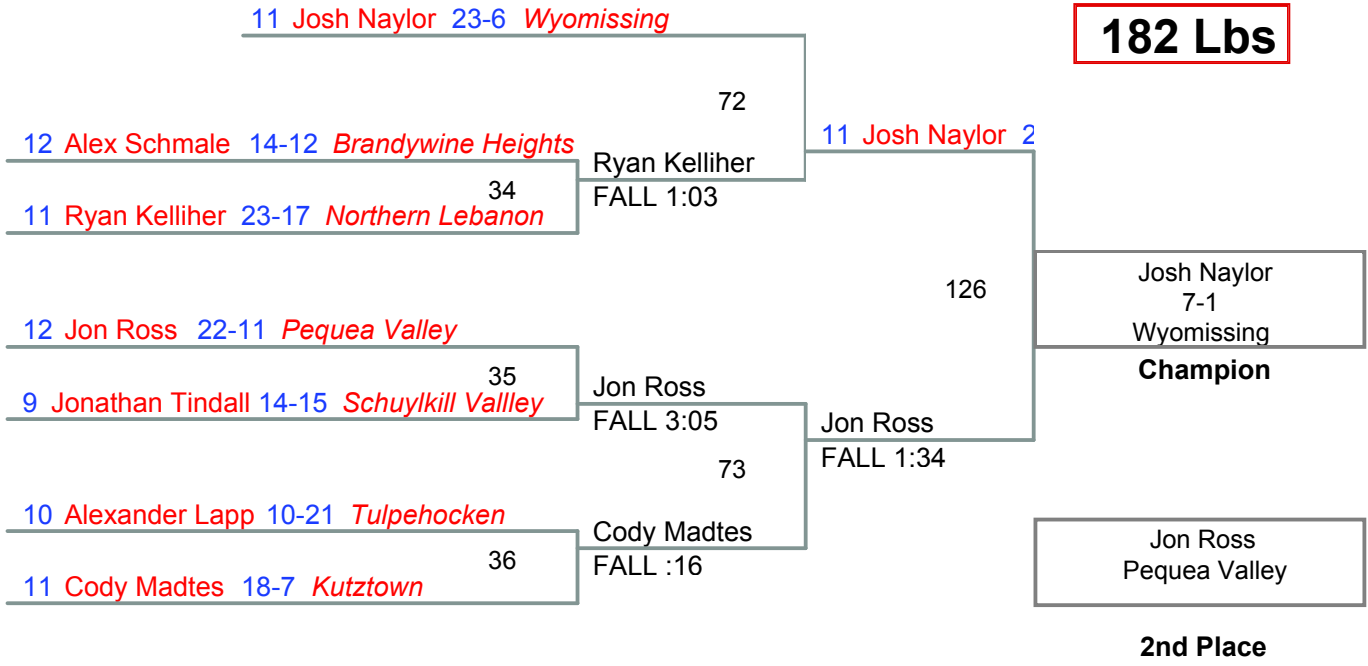 11 Josh Naylor 23-6 Wyomissing
182 Lbs
72
12 Alex Schmale 14-12 Brandywine Heights
11 Josh Naylor 2
Ryan Kelliher
34
FALL 1:03
11 Ryan Kelliher 23-17 Northern Lebanon
126
Josh Naylor
7-1
Wyomissing
Champion
12 Jon Ross 22-11 Pequea Valley
35
Jon Ross
9 Jonathan Tindall 14-15 Schuylkill Vallley
FALL 3:05
Jon Ross
FALL 1:34
73
10 Alexander Lapp 10-21 Tulpehocken
Cody Madtes
36
FALL :16
11 Cody Madtes 18-7 Kutztown
Jon Ross
Pequea Valley
2nd Place